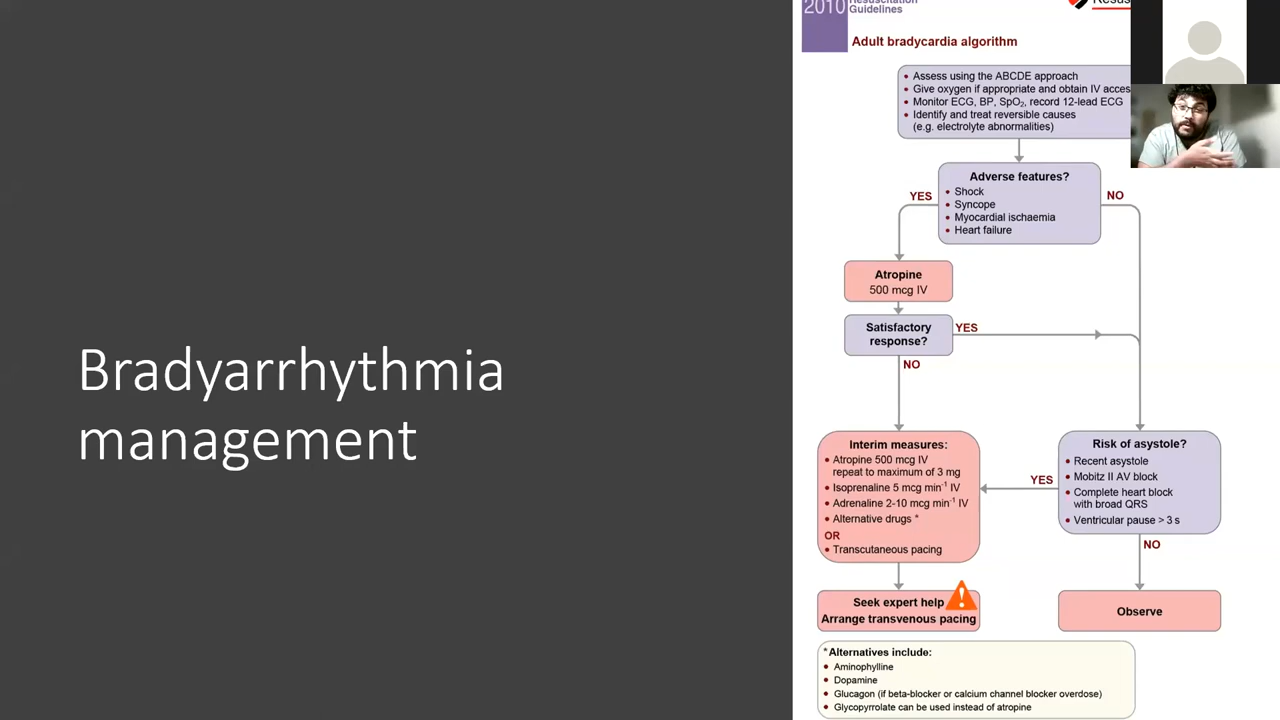 Bradyarrhythmia
management
2010
Resuscitation
Guidelines
Adult bradycardia algorithm
• Assess using the ABCDE approach
• Give oxygen if appropriate and obtain IV acces
• Monitor ECG, BP, SpO₂, record 12-lead ECG
• Identify and treat reversible causes
(e.g. electrolyte abnormalities)
Adverse features?
• Shock
• Syncope
• Myocardial ischaemia
• Heart failure
YES
NO
Atropine
500 mcg IV
Satisfactory
response?
YES
NO
Interim measures:
• Atropine 500 mcg IV
repeat to maximum of 3 mg
• Isoprenaline 5 mcg min⁻¹ IV
• Adrenaline 2-10 mcg min⁻¹ IV
• Alternative drugs *
OR
• Transcutaneous pacing
YES
Risk of asystole?
• Recent asystole
• Mobitz II AV block
• Complete heart block
with broad QRS
• Ventricular pause > 3 s
NO
Seek expert help
Arrange transvenous pacing
!
Observe
* Alternatives include:
• Aminophylline
• Dopamine
• Glucagon (if beta-blocker or calcium channel blocker overdose)
• Glycopyrrolate can be used instead of atropine